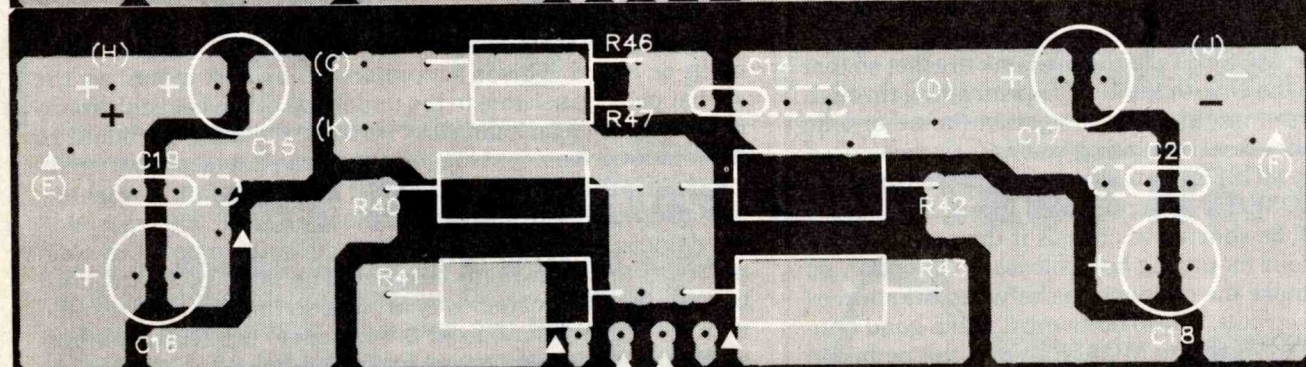 (H)
R46
(J)
+ +
(G)
C14
+
−
+
(D)
−
R47
(K)
C15
C17
C19
C20
(E)
(F)
R40
R42
+
R41
R43
+
C16
C18